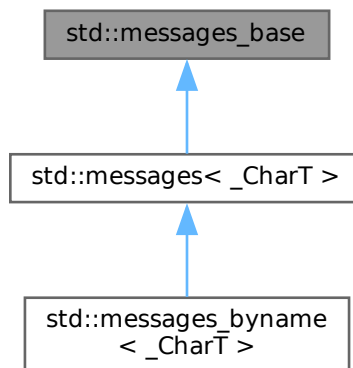 std::messages_base
std::messages< _CharT >
std::messages_byname
< _CharT >